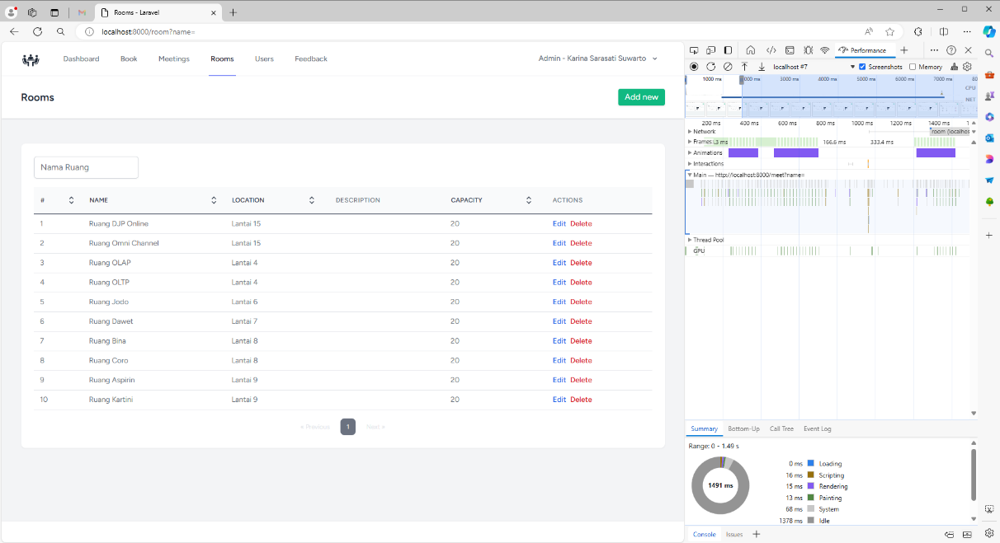 Rooms - Laravel
localhost:8000/room?name=
Dashboard Book Meetings Rooms Users Feedback Admin - Karina Sarasati Suwarto
Rooms
Add new
Nama Ruang
# NAME LOCATION DESCRIPTION CAPACITY ACTIONS
1 Ruang DJP Online Lantai 15 20 Edit Delete
2 Ruang Omni Channel Lantai 15 20 Edit Delete
3 Ruang OLAP Lantai 4 20 Edit Delete
4 Ruang OLTP Lantai 4 20 Edit Delete
5 Ruang Jodo Lantai 6 20 Edit Delete
6 Ruang Dawet Lantai 7 20 Edit Delete
7 Ruang Bina Lantai 8 20 Edit Delete
8 Ruang Coro Lantai 8 20 Edit Delete
9 Ruang Aspirin Lantai 9 20 Edit Delete
10 Ruang Kartini Lantai 9 20 Edit Delete
« Previous 1 Next »
Performance
localhost #7 Screenshots Memory
1000 ms 2000 ms 3000 ms 4000 ms 5000 ms 6000 ms 7000 ms 80
CPU
NET
200 ms 400 ms 600 ms 800 ms 1000 ms 1200 ms 1400 ms 1
Network room (localhos
Frames .3 ms 166.6 ms 333.4 ms
Animations
Interactions
Main — http://localhost:8000/meet?name=
Thread Pool
GPU
Summary Bottom-Up Call Tree Event Log
Range: 0 - 1.49 s
1491 ms
0 ms Loading
16 ms Scripting
15 ms Rendering
13 ms Painting
68 ms System
1378 ms Idle
Console Issues